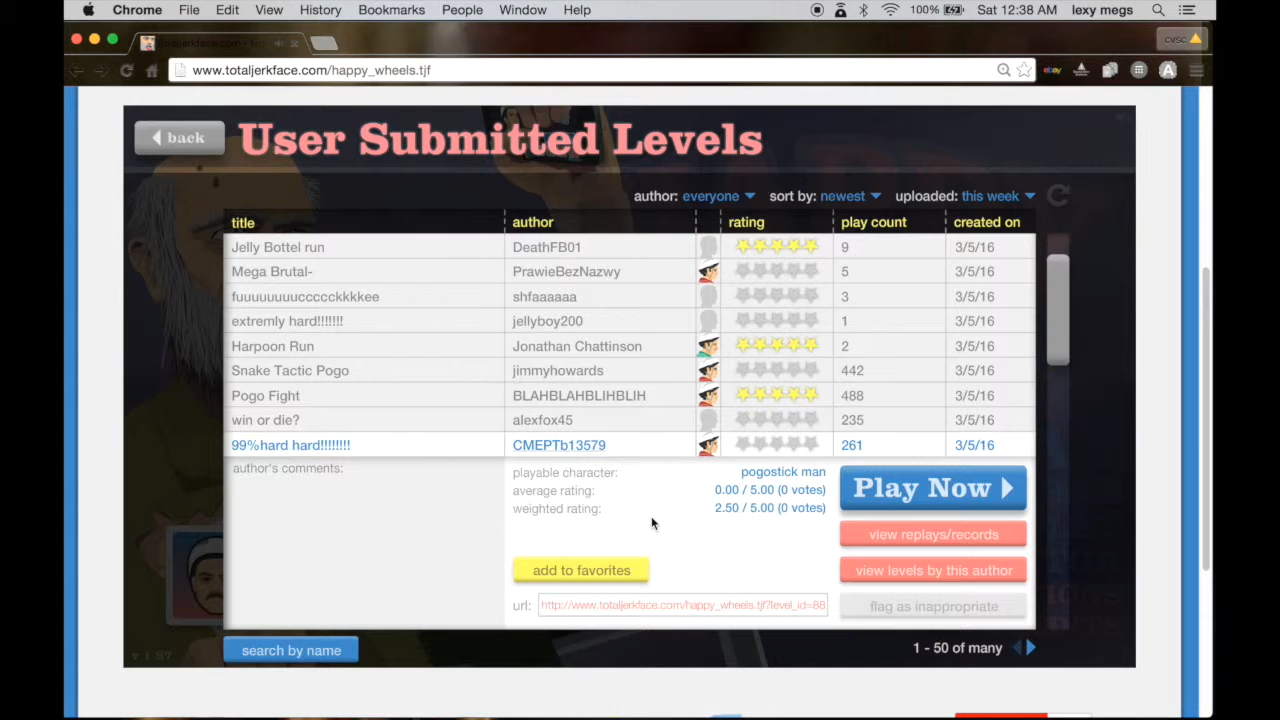 Chrome File Edit View History Bookmarks People Window Help 100% Sat 12:38 AM lexy megs
cvsc
www.totaljerkface.com/happy_wheels.tjf ebay A
back User Submitted Levels
author: everyone sort by: newest uploaded: this week
title author rating play count created on
Jelly Bottel run DeathFB01 9 3/5/16
Mega Brutal- PrawieBezNazwy 5 3/5/16
fuuuuuuuuccccckkkkee shfaaaaaa 3 3/5/16
extremly hard!!!!!!! jellyboy200 1 3/5/16
Harpoon Run Jonathan Chattinson 2 3/5/16
Snake Tactic Pogo jimmyhowards 442 3/5/16
Pogo Fight BLAHBLAHBLIHBLIH 488 3/5/16
win or die? alexfox45 235 3/5/16
99%hard hard!!!!!!!! CMEPTb13579 261 3/5/16
author's comments: playable character: pogostick man
average rating: 0.00 / 5.00 (0 votes)
weighted rating: 2.50 / 5.00 (0 votes)
Play Now
view replays/records
add to favorites view levels by this author
url: http://www.totaljerkface.com/happy_wheels.tjf?level_id=88 flag as inappropriate
search by name 1 - 50 of many
v 1.87